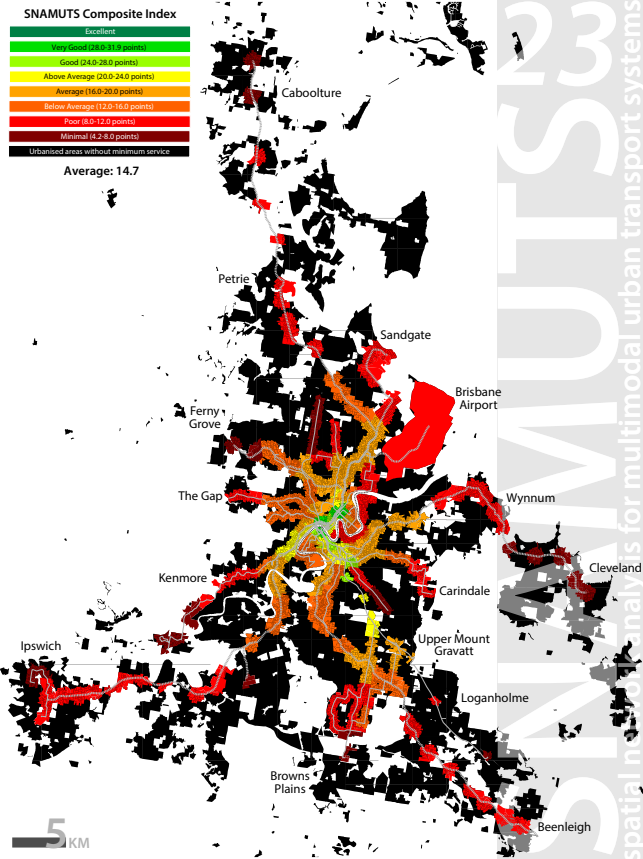 SNAMUTS Composite Index
Excellent
Very Good (28.0-31.9 points)
Good (24.0-28.0 points)
Above Average (20.0-24.0 points)
Average (16.0-20.0 points)
Below Average (12.0-16.0 points)
Poor (8.0-12.0 points)
Minimal (4.2-8.0 points)
Urbanised areas without minimum service
Average: 14.7
Caboolture
Petrie
Sandgate
Brisbane
Airport
Ferny
Grove
The Gap
Wynnum
Kenmore
Cleveland
Carindale
Ipswich
Upper Mount
Gravatt
Loganholme
Browns
Plains
Beenleigh
5 KM
SNAMUTS 23
spatial network analysis for multimodal urban transport systems